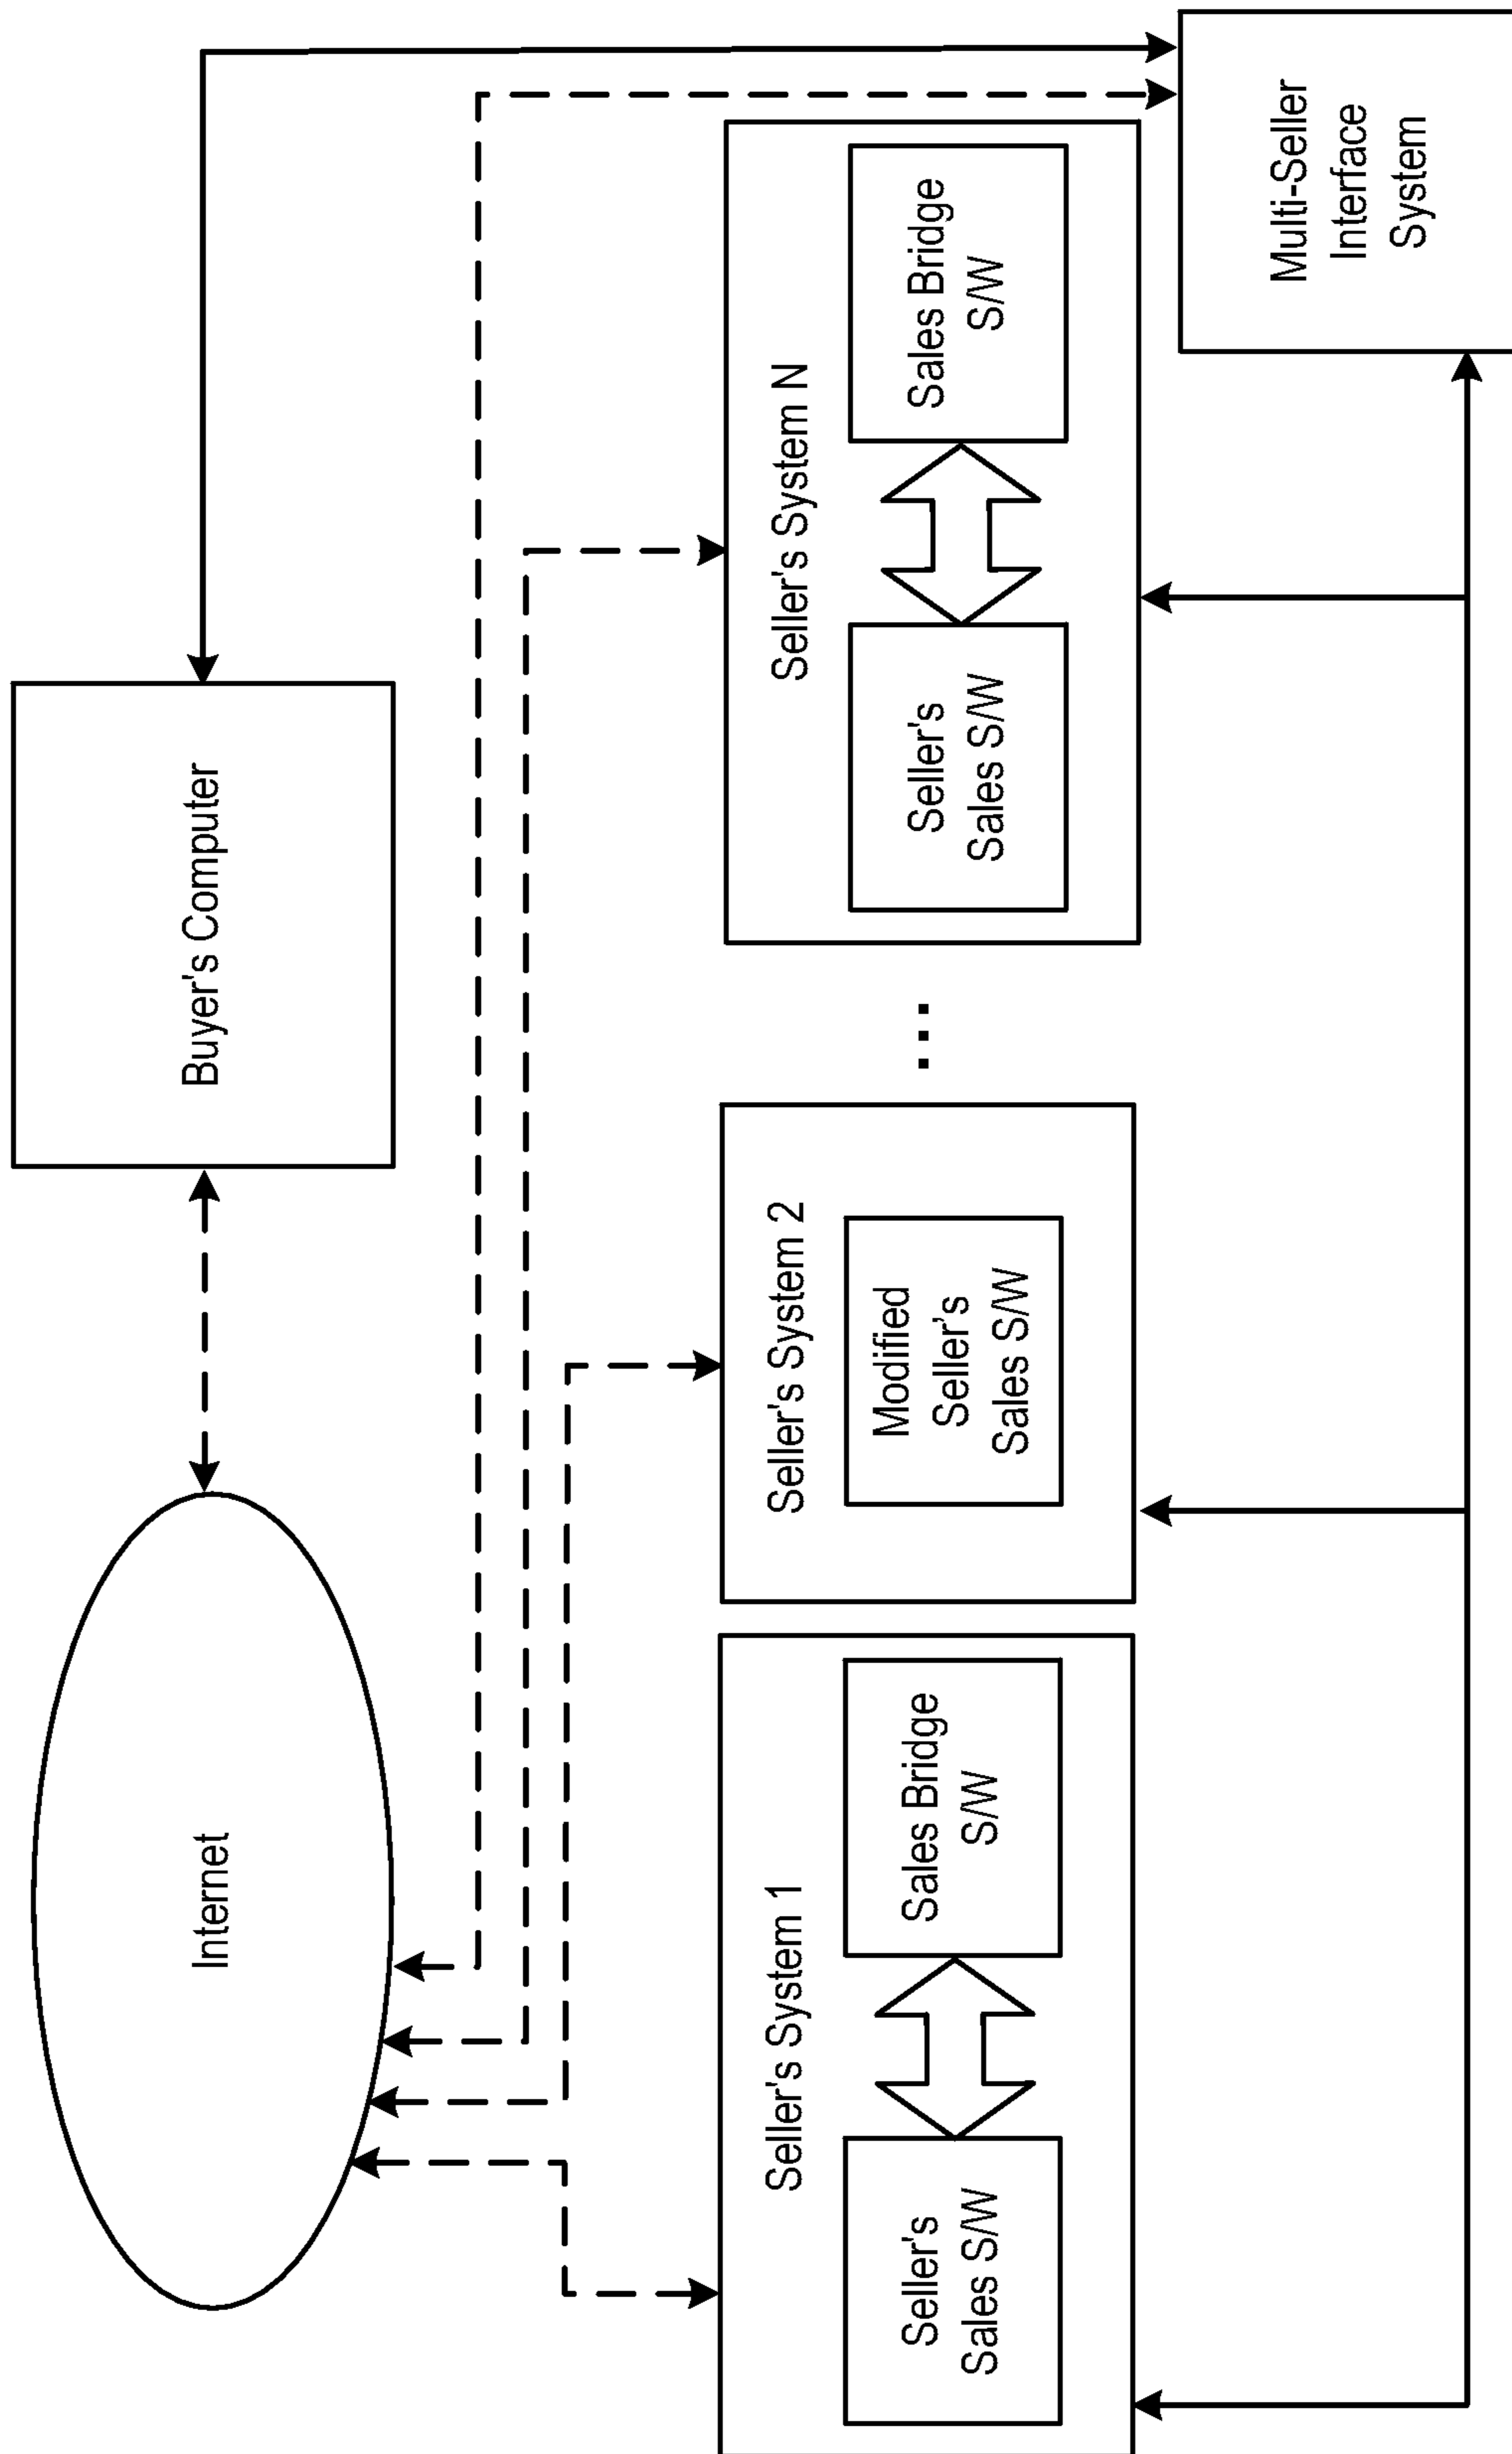 Internet
Buyer's Computer
Seller's System 1
Seller's
Sales S/W
Sales Bridge
S/W
Seller's System 2
Modified
Seller's
Sales S/W
...
Seller's System N
Seller's
Sales S/W
Sales Bridge
S/W
Multi-Seller
Interface
System